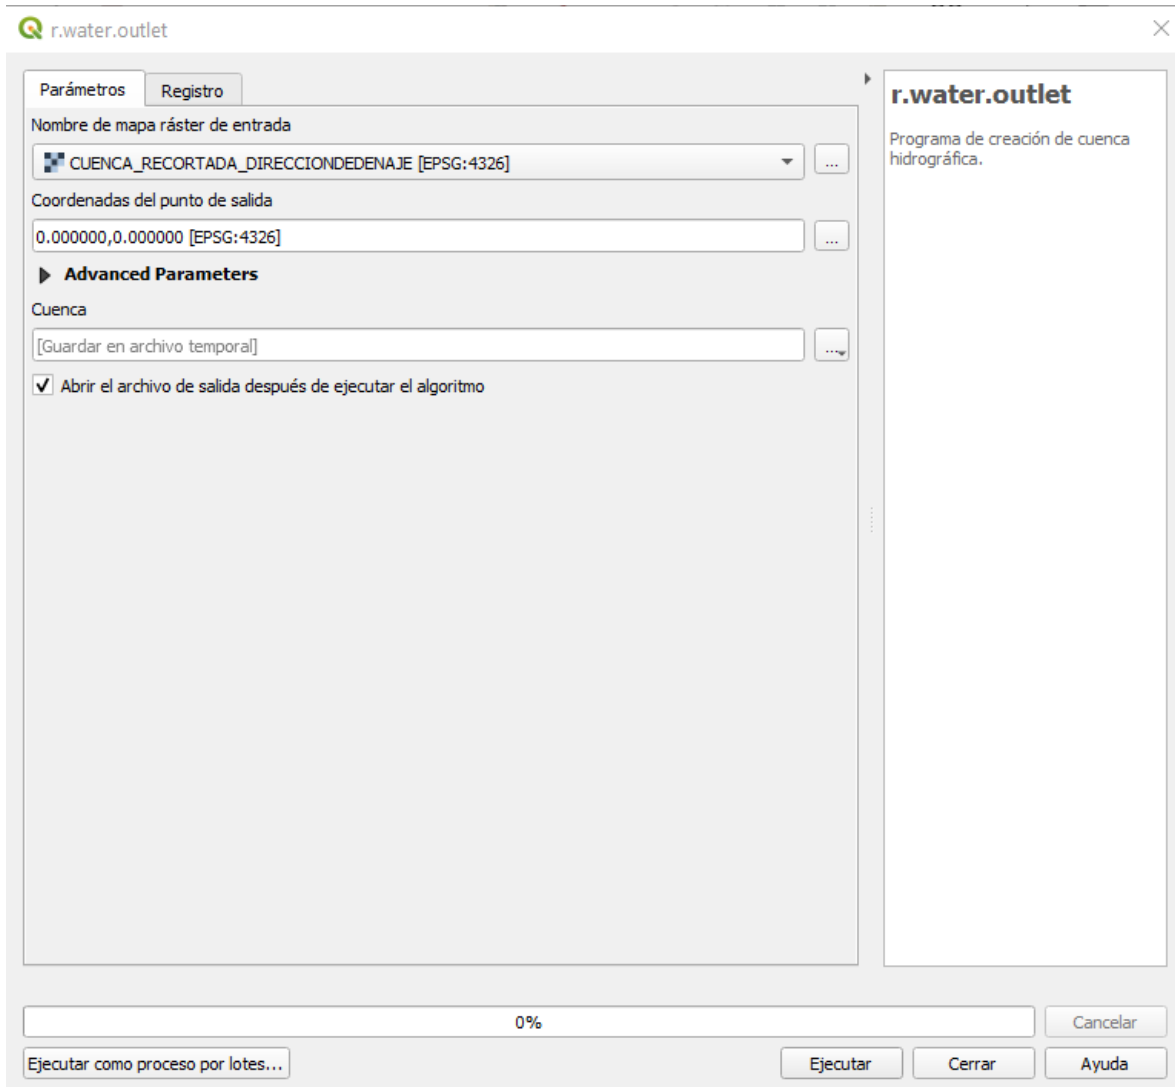 r.water.outlet
Parámetros
Registro
Nombre de mapa ráster de entrada
CUENCA_RECORTADA_DIRECCIONDEDENAJE [EPSG:4326]
...
Coordenadas del punto de salida
0.000000,0.000000 [EPSG:4326]
...
Advanced Parameters
Cuenca
[Guardar en archivo temporal]
...
Abrir el archivo de salida después de ejecutar el algoritmo
r.water.outlet
Programa de creación de cuenca
hidrográfica.
0%
Cancelar
Ejecutar como proceso por lotes...
Ejecutar
Cerrar
Ayuda